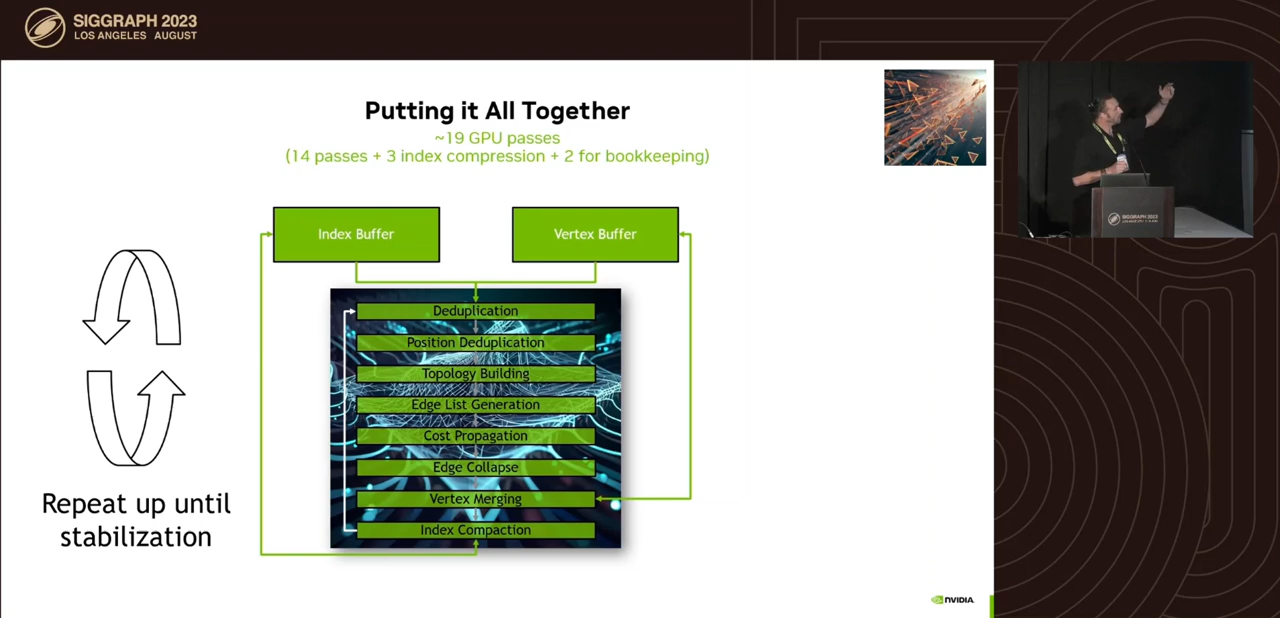 SIGGRAPH 2023
LOS ANGELES AUGUST
Putting it All Together
~19 GPU passes
(14 passes + 3 index compression + 2 for bookkeeping)
Index Buffer
Vertex Buffer
Deduplication
Position Deduplication
Topology Building
Edge List Generation
Cost Propagation
Edge Collapse
Vertex Merging
Index Compaction
Repeat up until
stabilization
SIGGRAPH 2023
NVIDIA